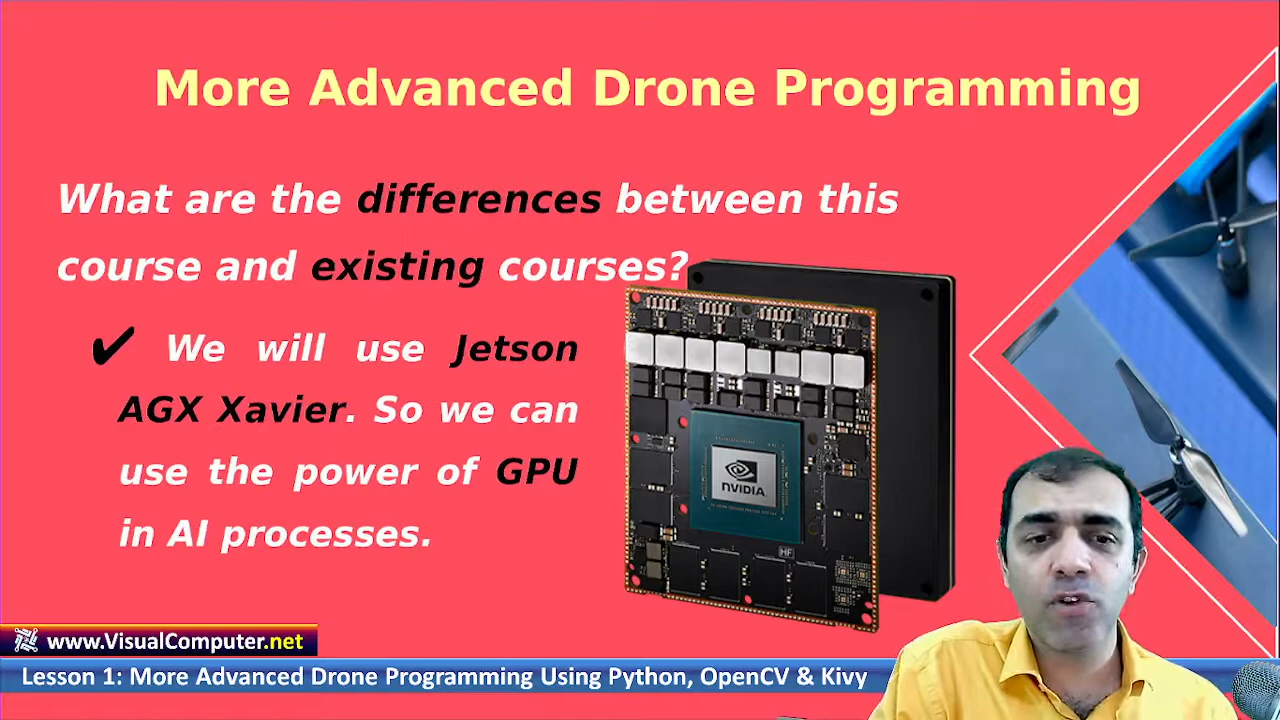 More Advanced Drone Programming
What are the differences between this
course and existing courses?
✔ We will use Jetson
AGX Xavier. So we can
use the power of GPU
in AI processes.
NVIDIA
HF
www.VisualComputer.net
Lesson 1: More Advanced Drone Programming Using Python, OpenCV & Kivy